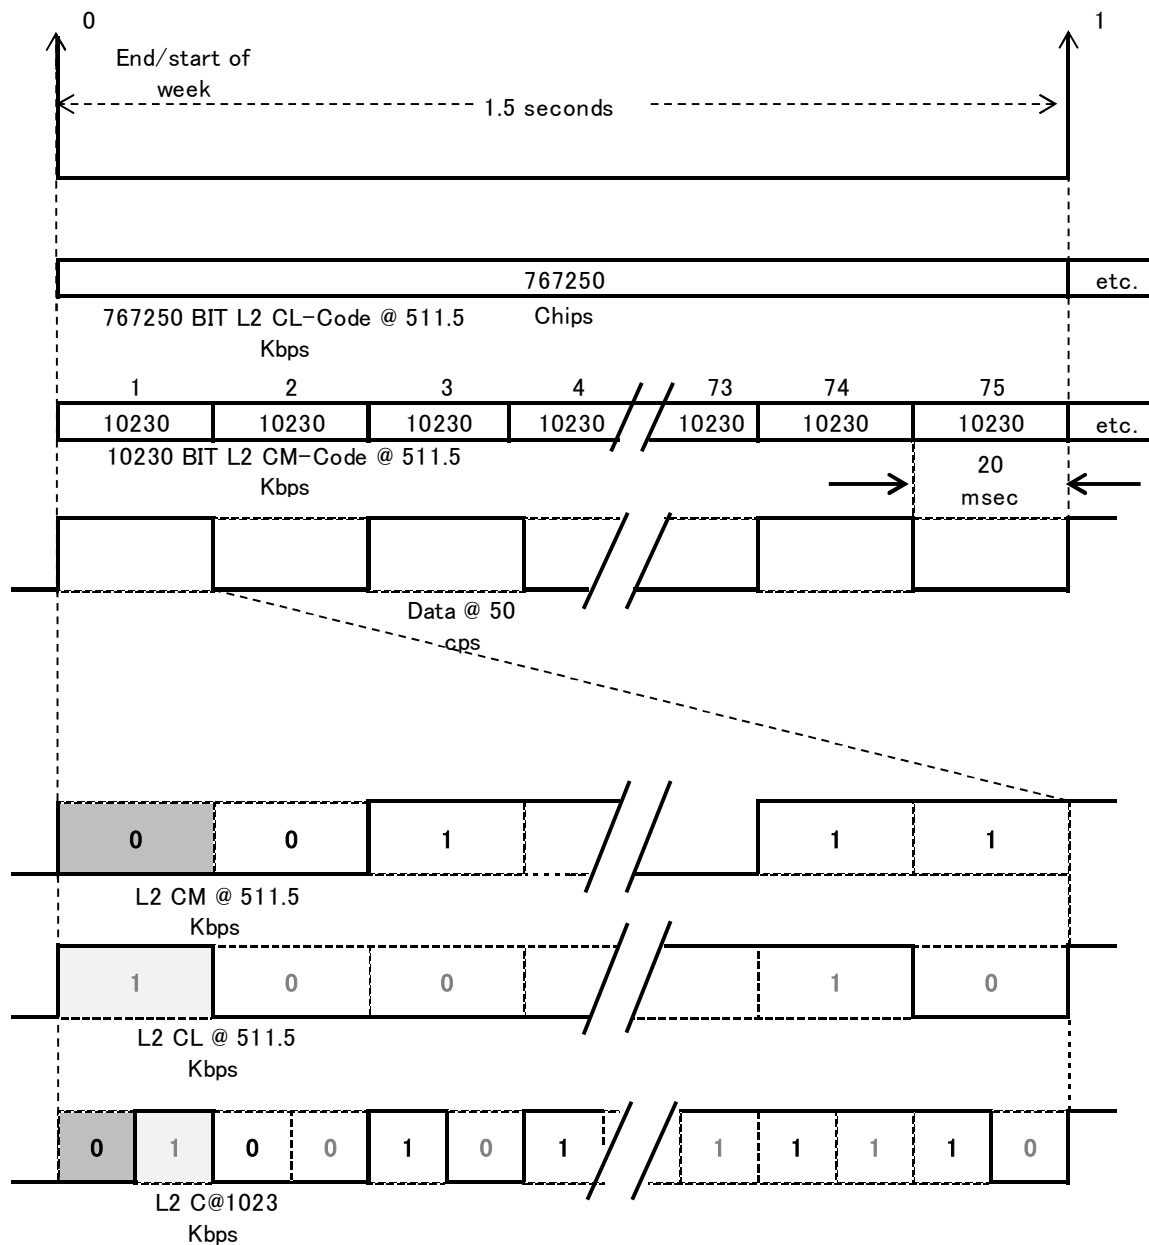 0
1
End/start of
week
1.5 seconds
767250
etc.
767250 BIT L2 CL-Code @ 511.5
Kbps
Chips
1 2 3 4 73 74 75
10230 10230 10230 10230 10230 10230 10230 etc.
10230 BIT L2 CM-Code @ 511.5
Kbps
20
msec
Data @ 50
cps
0 0 1 1 1
L2 CM @ 511.5
Kbps
1 0 0 1 0
L2 CL @ 511.5
Kbps
0 1 0 0 1 0 1 1 1 1 1 0
L2 C@1023
Kbps